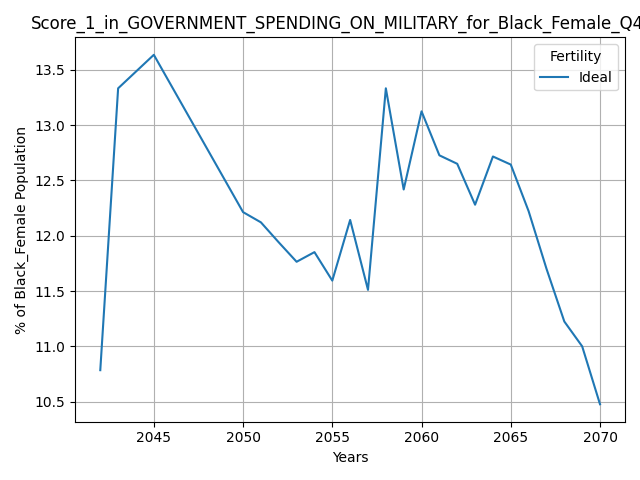 Score_1_in_GOVERNMENT_SPENDING_ON_MILITARY_for_Black_Female_Q4
Fertility
Ideal
% of Black_Female Population
13.5
13.0
12.5
12.0
11.5
11.0
10.5
2045 2050 2055 2060 2065 2070
Years